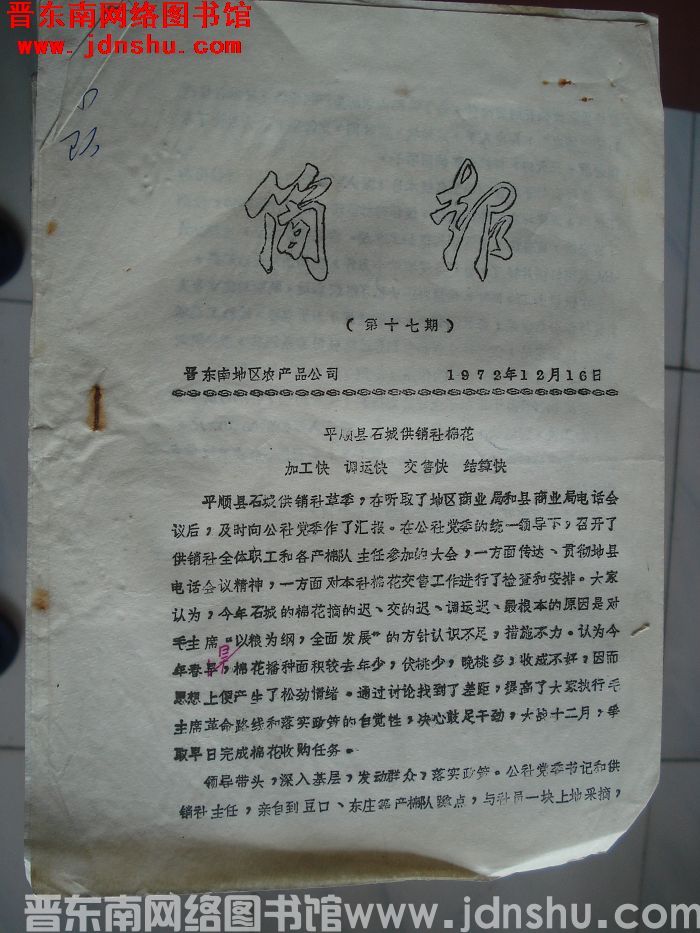 晋东南网络图书馆
www.jdnshu.com
简报
（第十七期）
晋东南地区农产品公司 1972年12月16日
平顺县石城供销社棉花
加工快 调运快 交售快 结算快
平顺县石城供销社革委，在听取了地区商业局和县商业局电话会
议后，及时向公社党委作了汇报。在公社党委的统一领导下，召开了
供销社全体职工和各产棉队主任参加的大会，一方面传达、贯彻地县
电话会议精神，一方面对本社棉花交售工作进行了检查和安排。大家
认为，今年石城的棉花摘的迟、交的迟、调运迟、最根本的原因是对
毛主席“以粮为纲，全面发展”的方针认识不足，措施不力。认为今
年春旱，棉花播种面积较去年少，伏桃少，晚桃多，收成不好，因而
思想上便产生了松劲情绪。通过讨论找到了差距，提高了大家执行毛
主席革命路线和落实政策的自觉性，决心鼓足干劲，大战十二月，争
取早日完成棉花收购任务。
领导带头，深入基层，发动群众，落实政策。公社党委书记和供
销社主任，亲自到豆口、东庄等产棉队蹲点，与社员一块上地采摘，
晋东南网络图书馆www.jdnshu.com